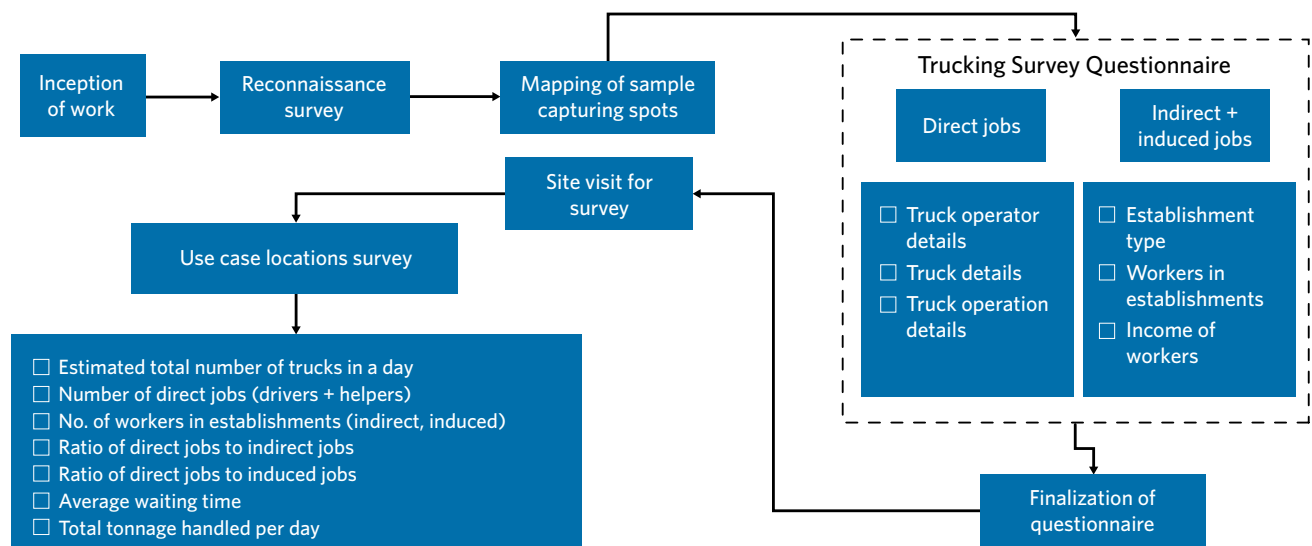 Inception
of work
Reconnaissance
survey
Mapping of sample
capturing spots
Trucking Survey Questionnaire
Direct jobs
Indirect +
induced jobs
Truck operator
details
Truck details
Truck operation
details
Establishment
type
Workers in
establishments
Income of
workers
Finalization of
questionnaire
Site visit for
survey
Use case locations survey
Estimated total number of trucks in a day
Number of direct jobs (drivers + helpers)
No. of workers in establishments (indirect, induced)
Ratio of direct jobs to indirect jobs
Ratio of direct jobs to induced jobs
Average waiting time
Total tonnage handled per day